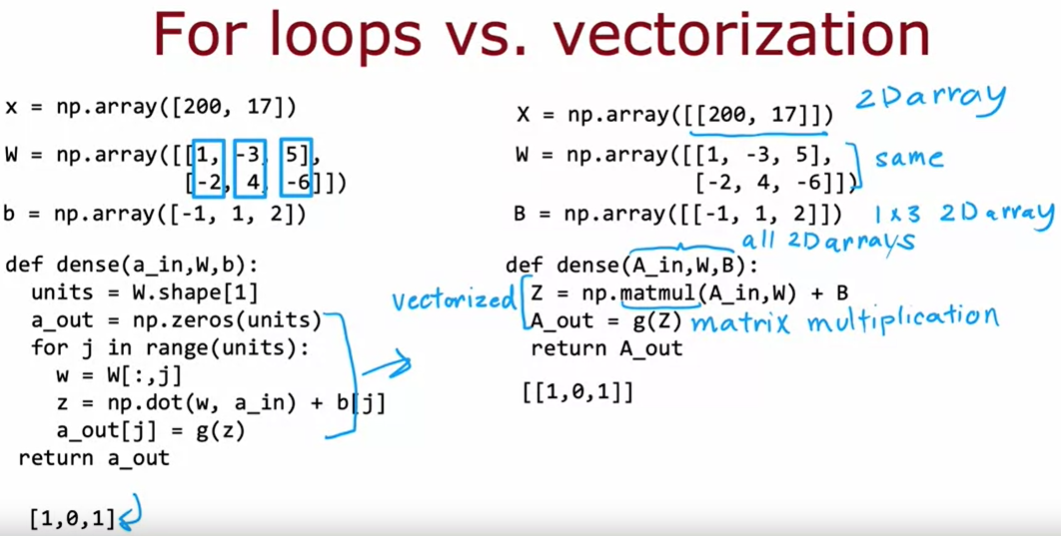 For loops vs. vectorization
x = np.array([200, 17])
W = np.array([[1, -3, 5],
[-2, 4, -6]])
b = np.array([-1, 1, 2])
def dense(a_in,W,b):
units = W.shape[1]
a_out = np.zeros(units)
for j in range(units):
w = W[:,j]
z = np.dot(w, a_in) + b[j]
a_out[j] = g(z)
return a_out
[1,0,1]
X = np.array([[200, 17]])
2D array
W = np.array([[1, -3, 5],
[-2, 4, -6]])
same
B = np.array([[-1, 1, 2]])
1x3 2D array
all 2D arrays
def dense(A_in,W,B):
vectorized
Z = np.matmul(A_in,W) + B
A_out = g(Z)
matrix multiplication
return A_out
[[1,0,1]]